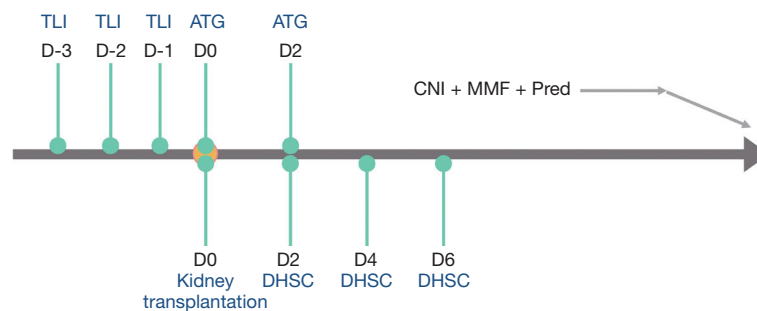 TLI TLI TLI ATG ATG
D-3 D-2 D-1 D0 D2
CNI + MMF + Pred
D0 D2 D4 D6
Kidney DHSC DHSC DHSC
transplantation